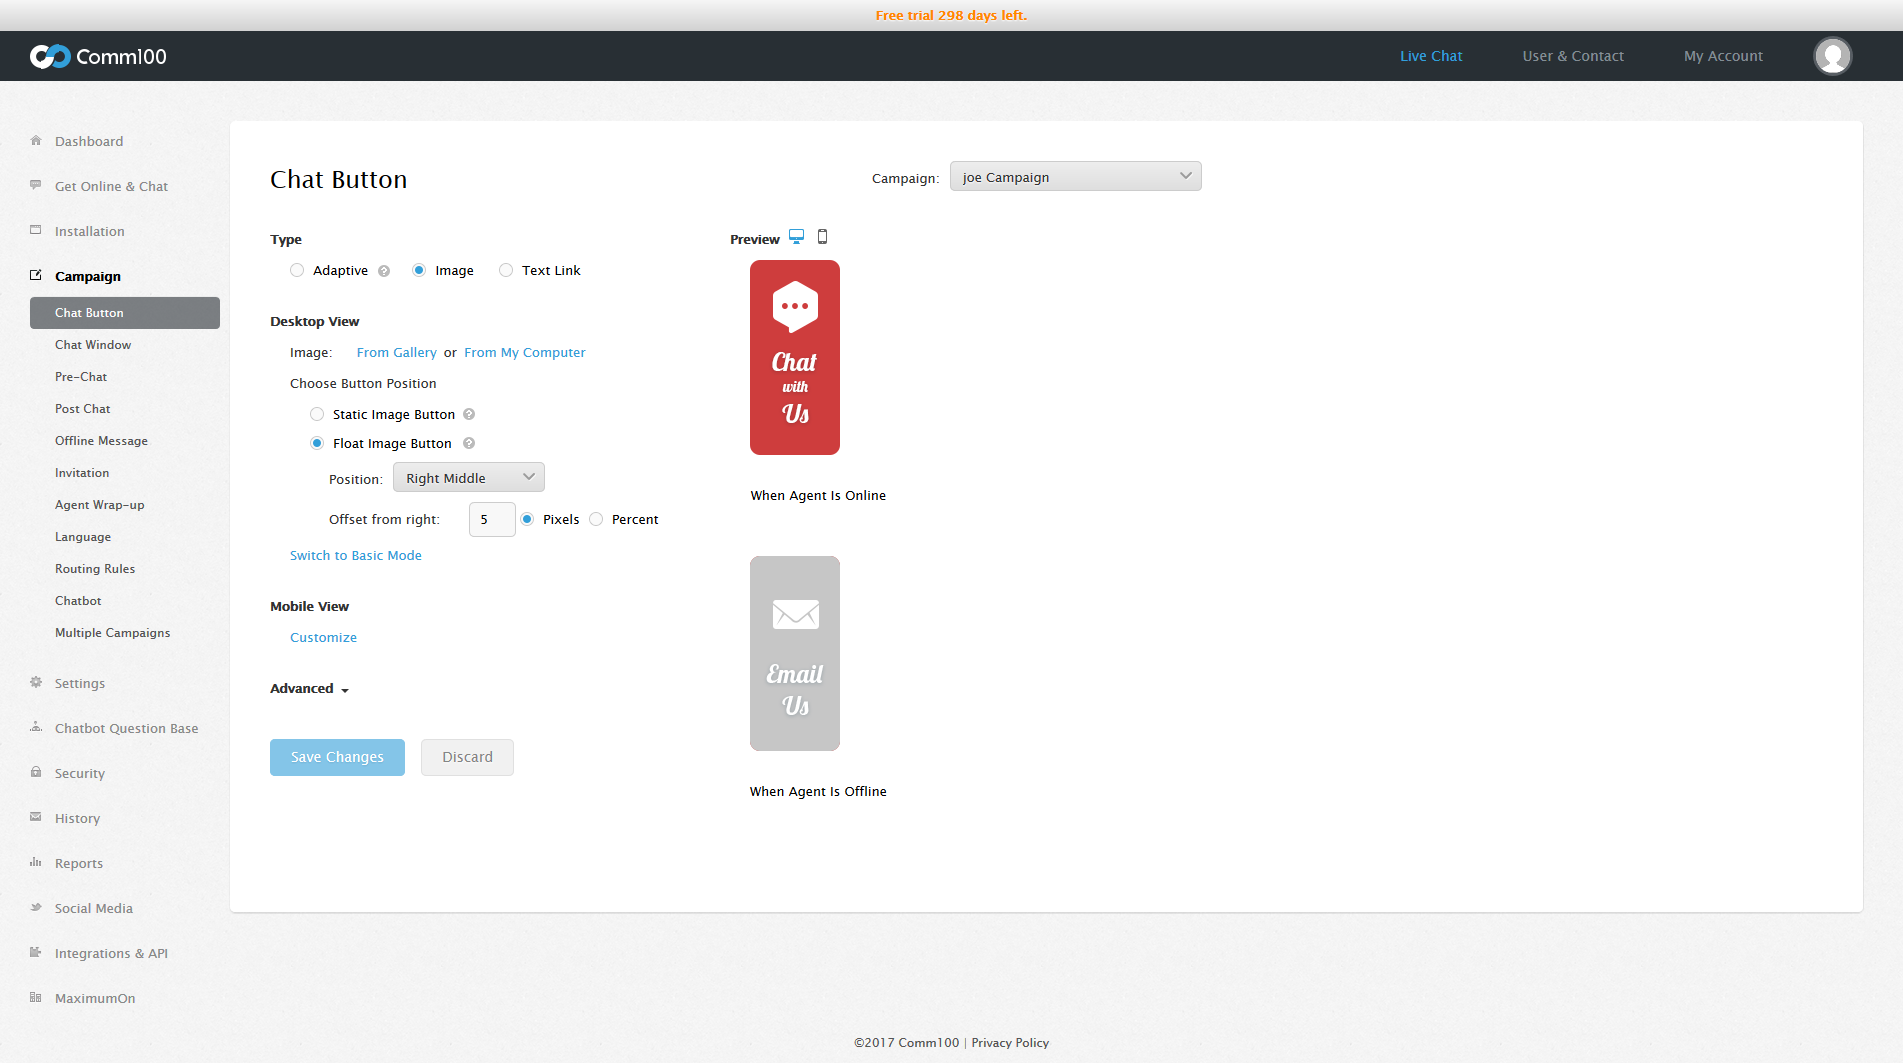 Free trial 298 days left.
Comm100
Live Chat
User & Contact
My Account
Dashboard
Get Online & Chat
Installation
Campaign
Chat Button
Chat Window
Pre-Chat
Post Chat
Offline Message
Invitation
Agent Wrap-up
Language
Routing Rules
Chatbot
Multiple Campaigns
Settings
Chatbot Question Base
Security
History
Reports
Social Media
Integrations & API
MaximumOn
Chat Button
Campaign: joe Campaign
Type
Adaptive ? Image Text Link
Desktop View
Image: From Gallery or From My Computer
Choose Button Position
Static Image Button ?
Float Image Button ?
Position: Right Middle
Offset from right: 5 Pixels Percent
Switch to Basic Mode
Mobile View
Customize
Advanced
Save Changes Discard
Preview
Chat
with
Us
When Agent Is Online
Email
Us
When Agent Is Offline
©2017 Comm100 | Privacy Policy